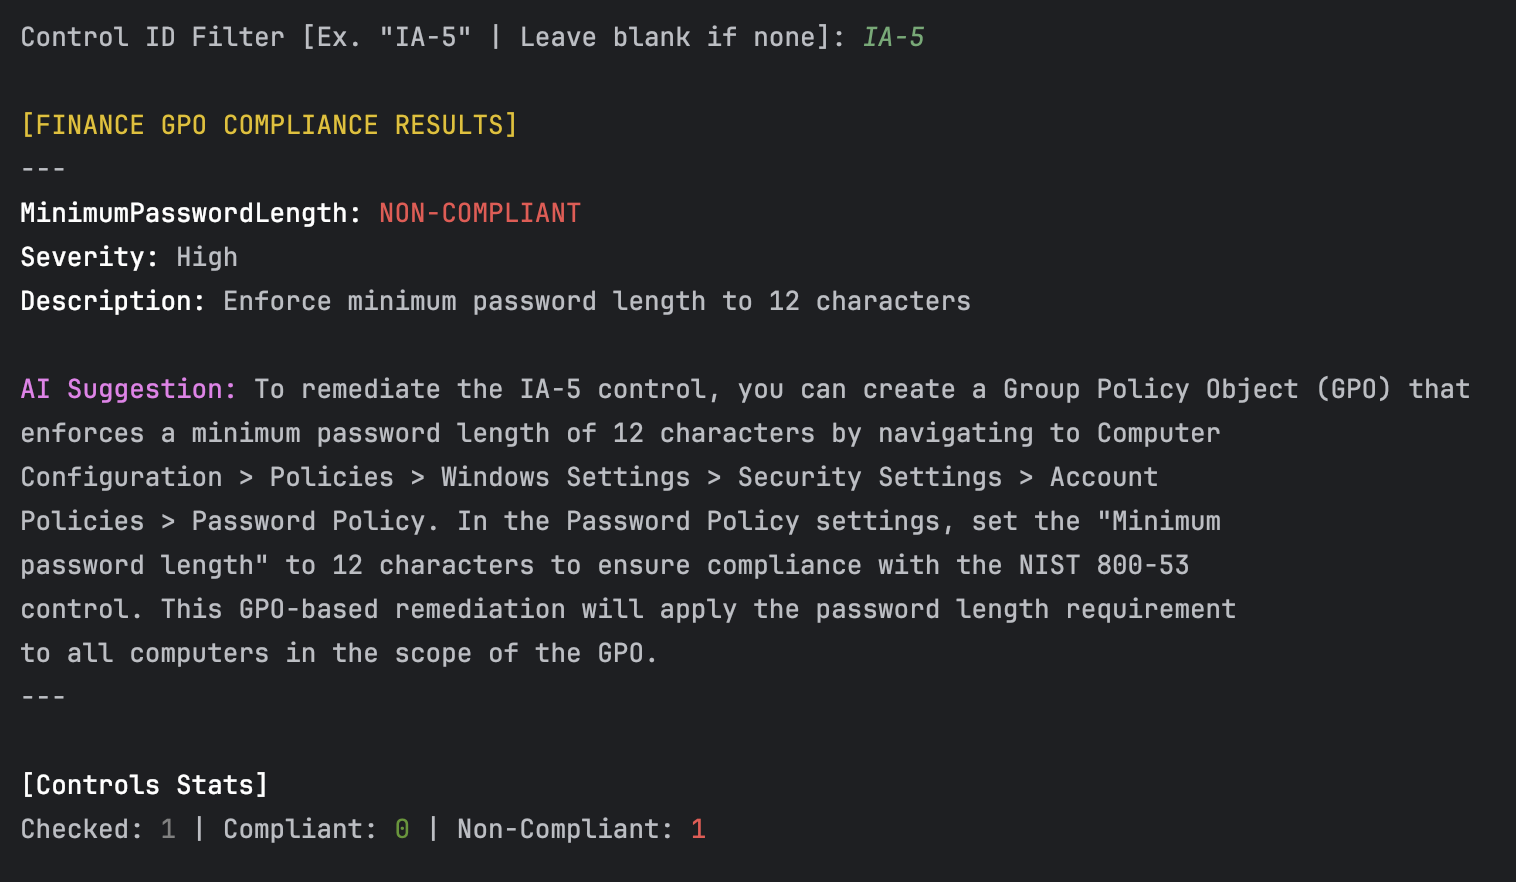 Control ID Filter [Ex. "IA-5" | Leave blank if none]: IA-5
[FINANCE GPO COMPLIANCE RESULTS]
---
MinimumPasswordLength: NON-COMPLIANT
Severity: High
Description: Enforce minimum password length to 12 characters
AI Suggestion: To remediate the IA-5 control, you can create a Group Policy Object (GPO) that
enforces a minimum password length of 12 characters by navigating to Computer
Configuration > Policies > Windows Settings > Security Settings > Account
Policies > Password Policy. In the Password Policy settings, set the "Minimum
password length" to 12 characters to ensure compliance with the NIST 800-53
control. This GPO-based remediation will apply the password length requirement
to all computers in the scope of the GPO.
---
[Controls Stats]
Checked: 1 | Compliant: 0 | Non-Compliant: 1